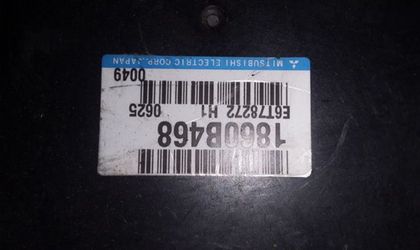 1860B468
E6T78272 H1 0625
0049
MITSUBISHI ELECTRIC CORP. JAPAN